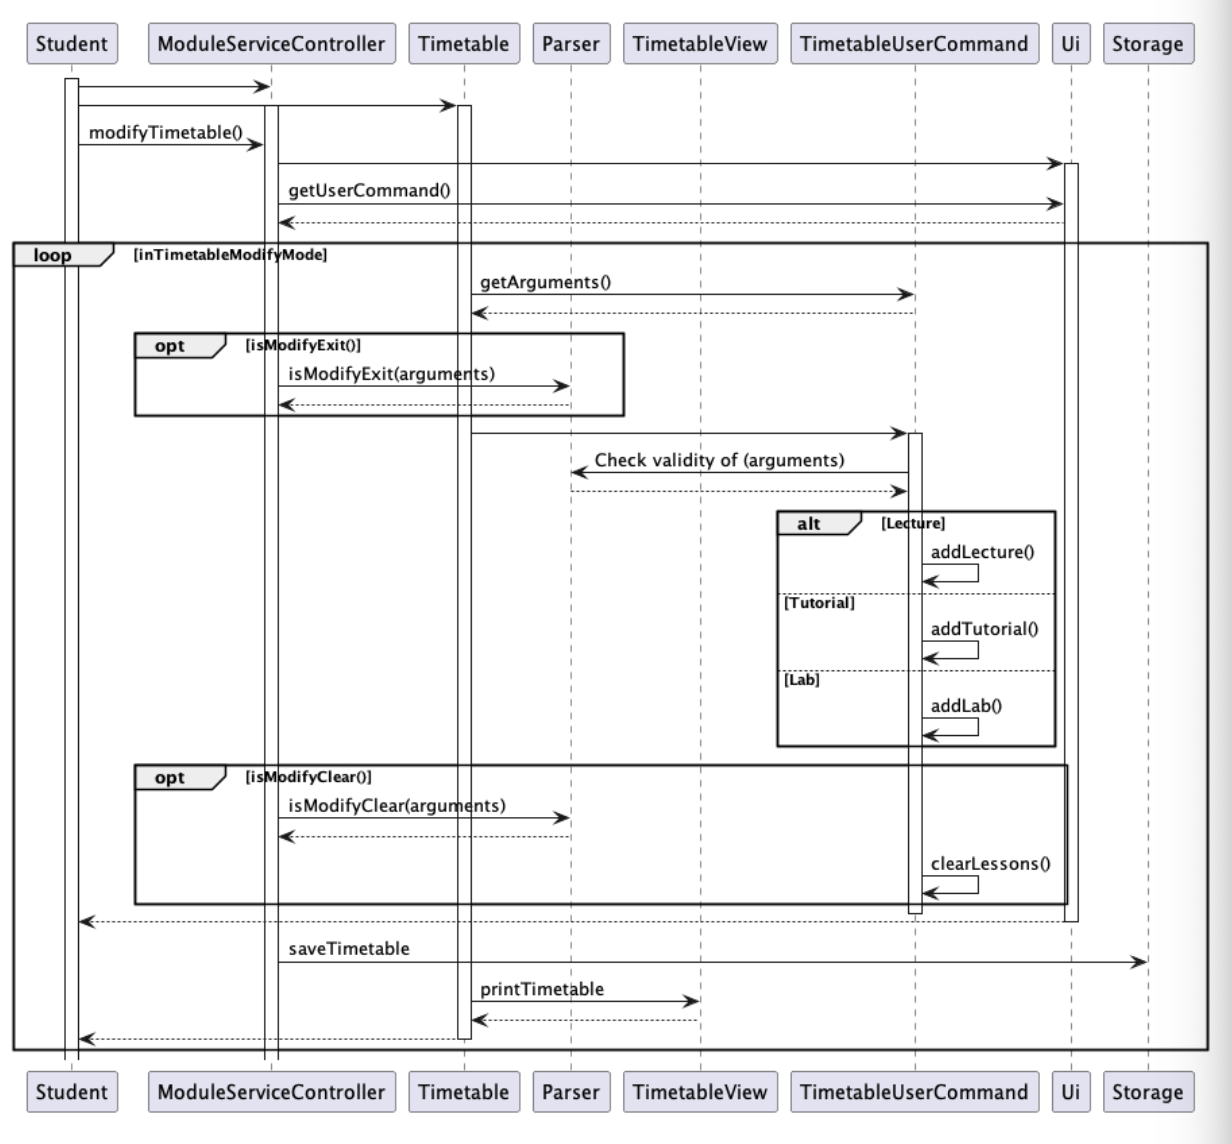 Student ModuleServiceController Timetable Parser TimetableView TimetableUserCommand Ui Storage
modifyTimetable()
getUserCommand()
loop [inTimetableModifyMode]
getArguments()
opt [isModifyExit()]
isModifyExit(arguments)
Check validity of (arguments)
alt [Lecture]
addLecture()
[Tutorial]
addTutorial()
[Lab]
addLab()
opt [isModifyClear()]
isModifyClear(arguments)
clearLessons()
saveTimetable
printTimetable
Student ModuleServiceController Timetable Parser TimetableView TimetableUserCommand Ui Storage